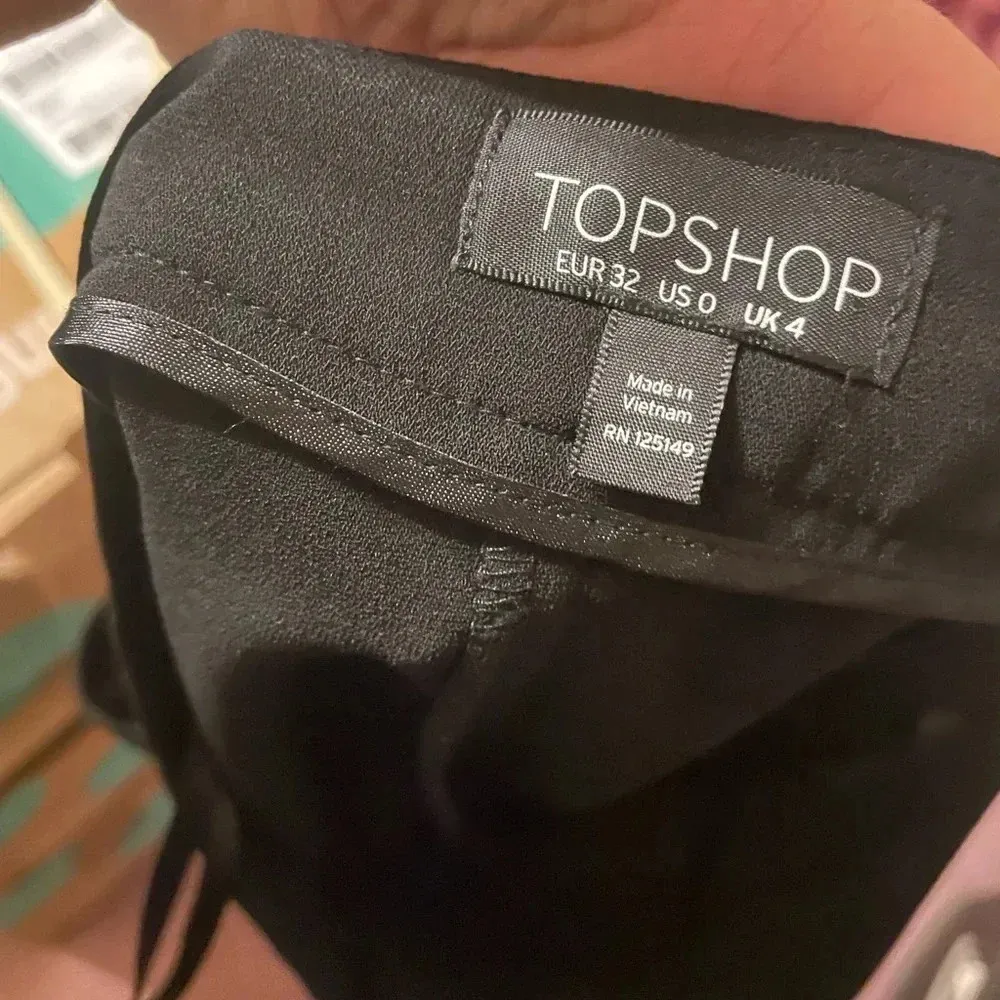 TOPSHOP
EUR 32 US 0 UK 4
Made in
Vietnam
RN 125149